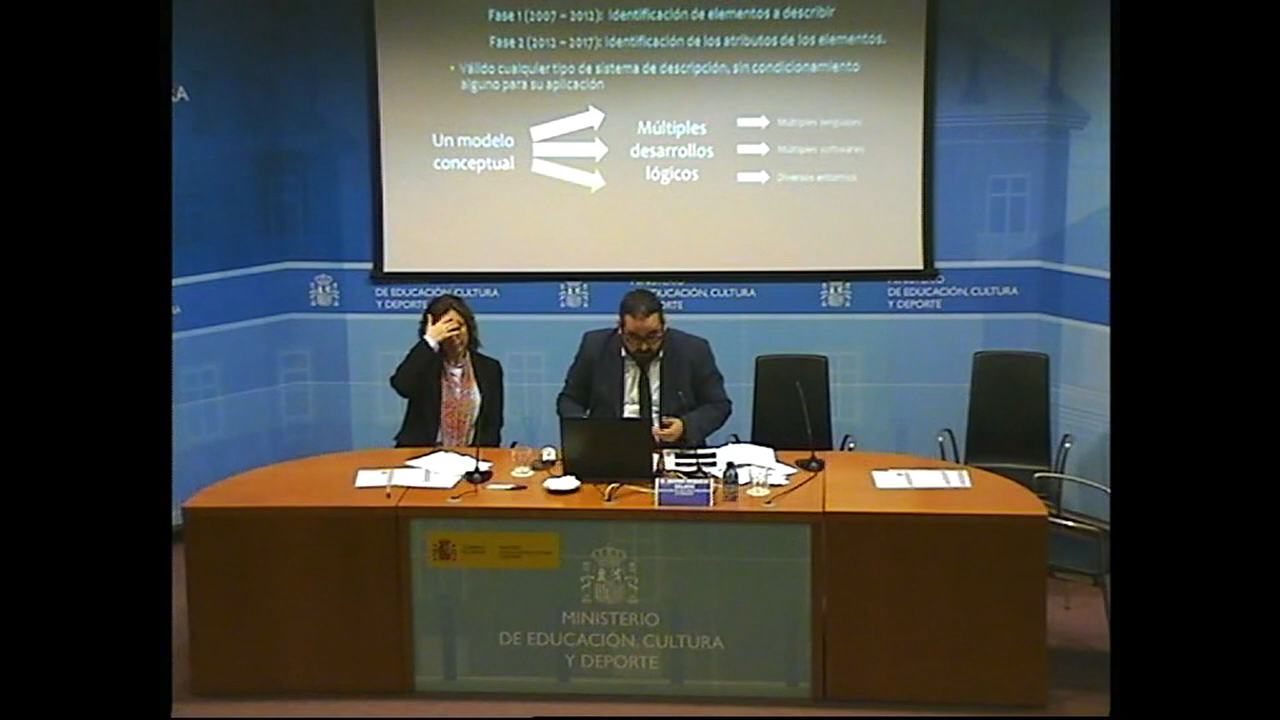 Fase 1 (2007 – 2012): Identificación de elementos a describir
Fase 2 (2012 – 2017): Identificación de los atributos de los elementos.
• Válido cualquier tipo de sistema de descripción, sin condicionamiento
alguno para su aplicación
Un modelo
conceptual
Múltiples
desarrollos
lógicos
Múltiples lenguajes
Múltiples softwares
Diversos entornos
DE EDUCACIÓN, CULTURA
Y DEPORTE
MINISTERIO
DE EDUCACIÓN, CULTURA
Y DEPORTE
MINISTERIO
DE EDUCACIÓN, CULTURA
Y DEPORTE
MINISTERIO
DE EDUCACIÓN, CULTURA
Y DEPORTE